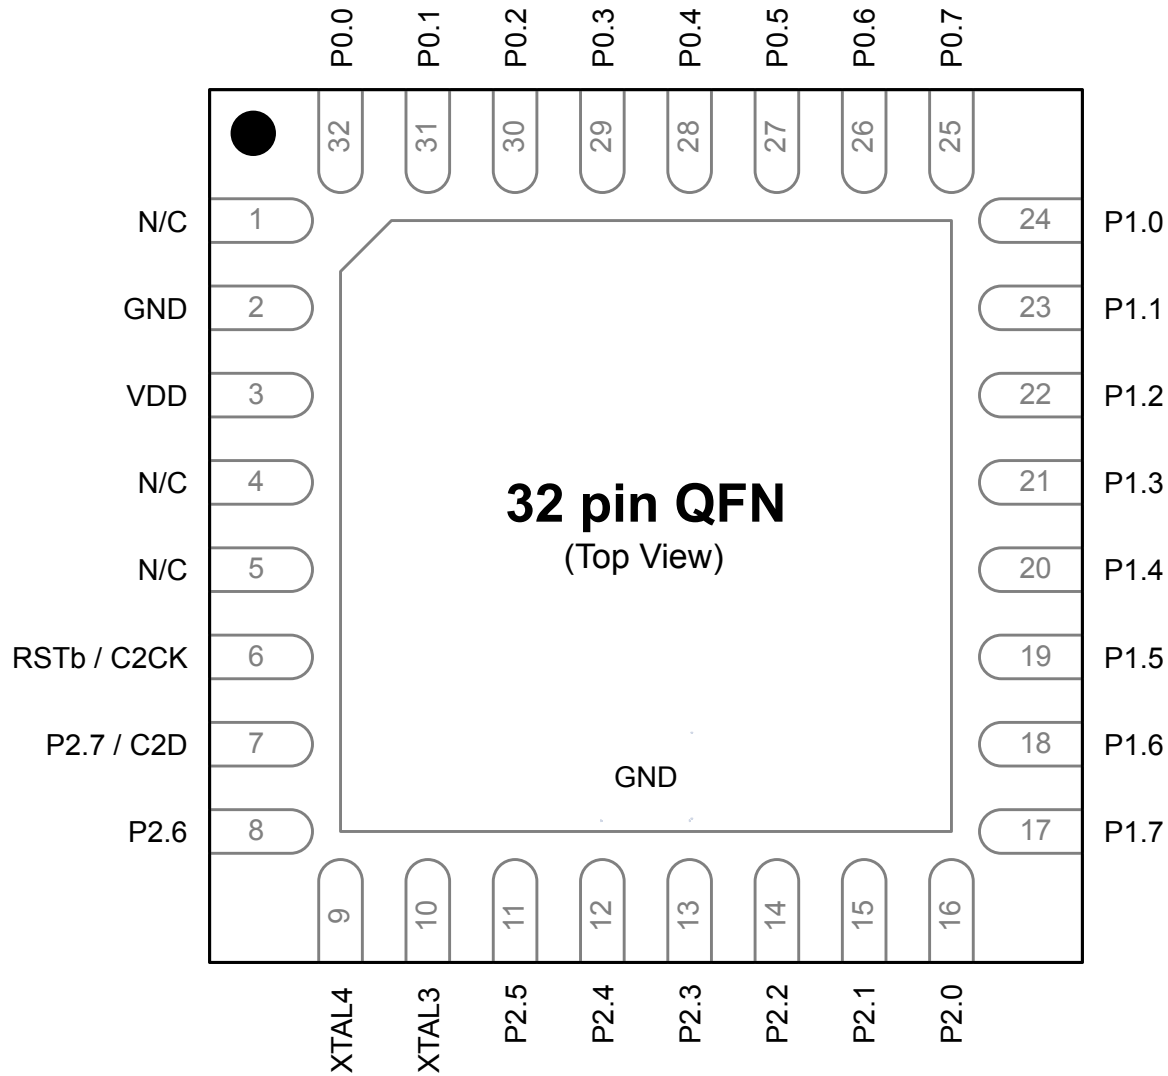 P0.0 P0.1 P0.2 P0.3 P0.4 P0.5 P0.6 P0.7
32 31 30 29 28 27 26 25
N/C 1 24 P1.0
GND 2 23 P1.1
VDD 3 22 P1.2
N/C 4 21 P1.3
32 pin QFN
(Top View)
N/C 5 20 P1.4
RSTb / C2CK 6 19 P1.5
P2.7 / C2D 7 18 P1.6
GND
P2.6 8 17 P1.7
9 10 11 12 13 14 15 16
XTAL4 XTAL3 P2.5 P2.4 P2.3 P2.2 P2.1 P2.0